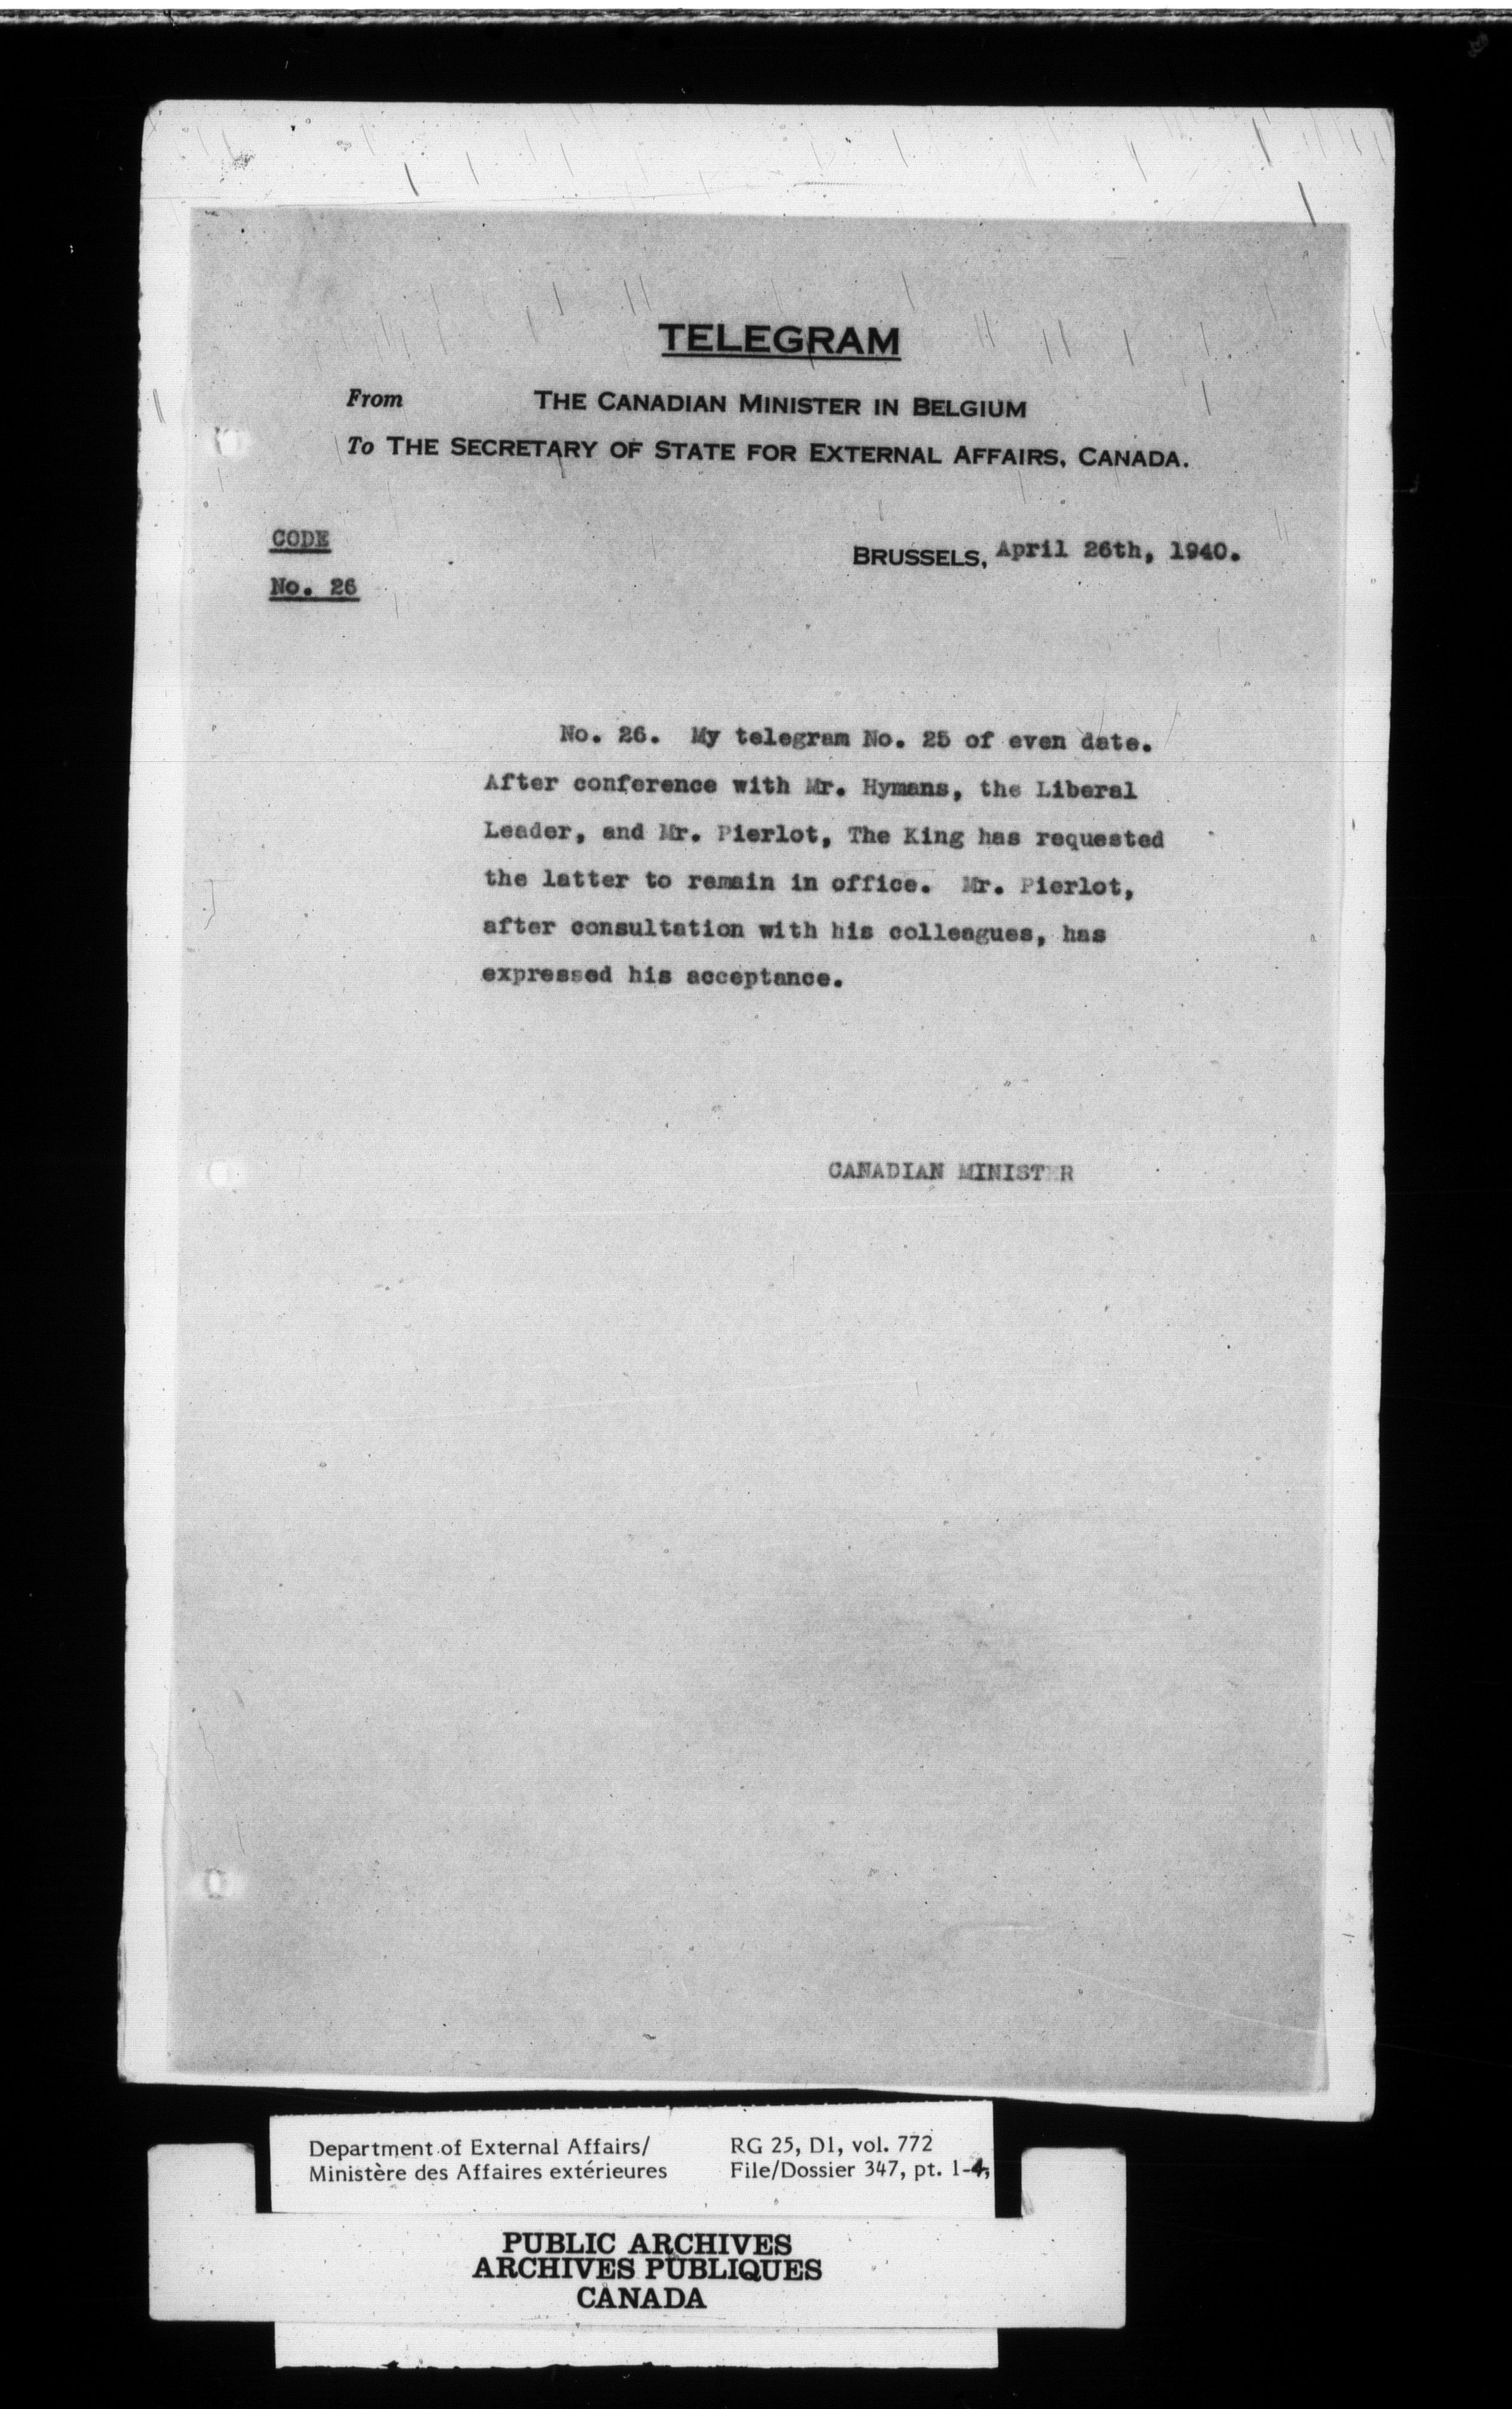 TELEGRAM
From THE CANADIAN MINISTER IN BELGIUM
To THE SECRETARY OF STATE FOR EXTERNAL AFFAIRS, CANADA.
CODE
BRUSSELS, April 26th, 1940.
No. 26
No. 26. My telegram No. 25 of even date.
After conference with Mr. Hymans, the Liberal
Leader, and Mr. Pierlot, The King has requested
the latter to remain in office. Mr. Pierlot,
after consultation with his colleagues, has
expressed his acceptance.
CANADIAN MINISTER
Department of External Affairs/ RG 25, D1, vol. 772
Ministère des Affaires extérieures File/Dossier 347, pt. 1-4,
PUBLIC ARCHIVES
ARCHIVES PUBLIQUES
CANADA